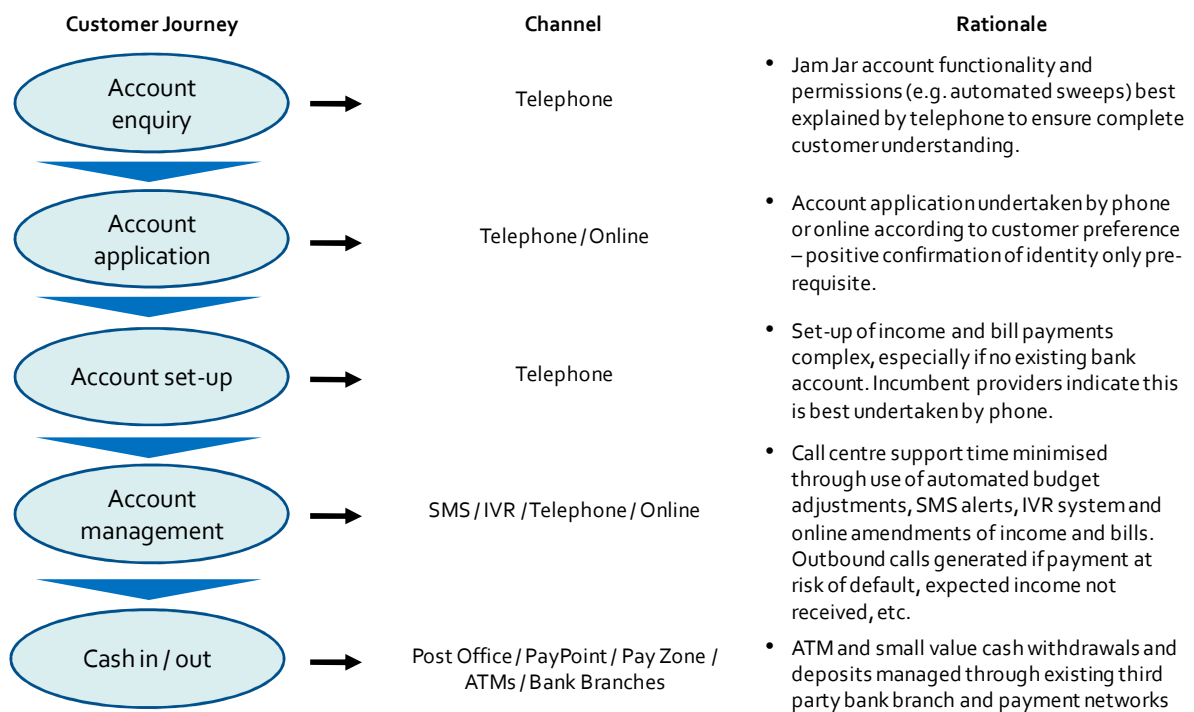 Customer Journey
Channel
Rationale
Account
enquiry
Telephone
• Jam Jar account functionality and
permissions (e.g. automated sweeps) best
explained by telephone to ensure complete
customer understanding.
Account
application
Telephone / Online
• Account application undertaken by phone
or online according to customer preference
– positive confirmation of identity only pre-
requisite.
Account set-up
Telephone
• Set-up of income and bill payments
complex, especially if no existing bank
account. Incumbent providers indicate this
is best undertaken by phone.
Account
management
SMS / IVR / Telephone / Online
• Call centre support time minimised
through use of automated budget
adjustments, SMS alerts, IVR system and
online amendments of income and bills.
Outbound calls generated if payment at
risk of default, expected income not
received, etc.
Cash in / out
Post Office / PayPoint / Pay Zone /
ATMs / Bank Branches
• ATM and small value cash withdrawals and
deposits managed through existing third
party bank branch and payment networks